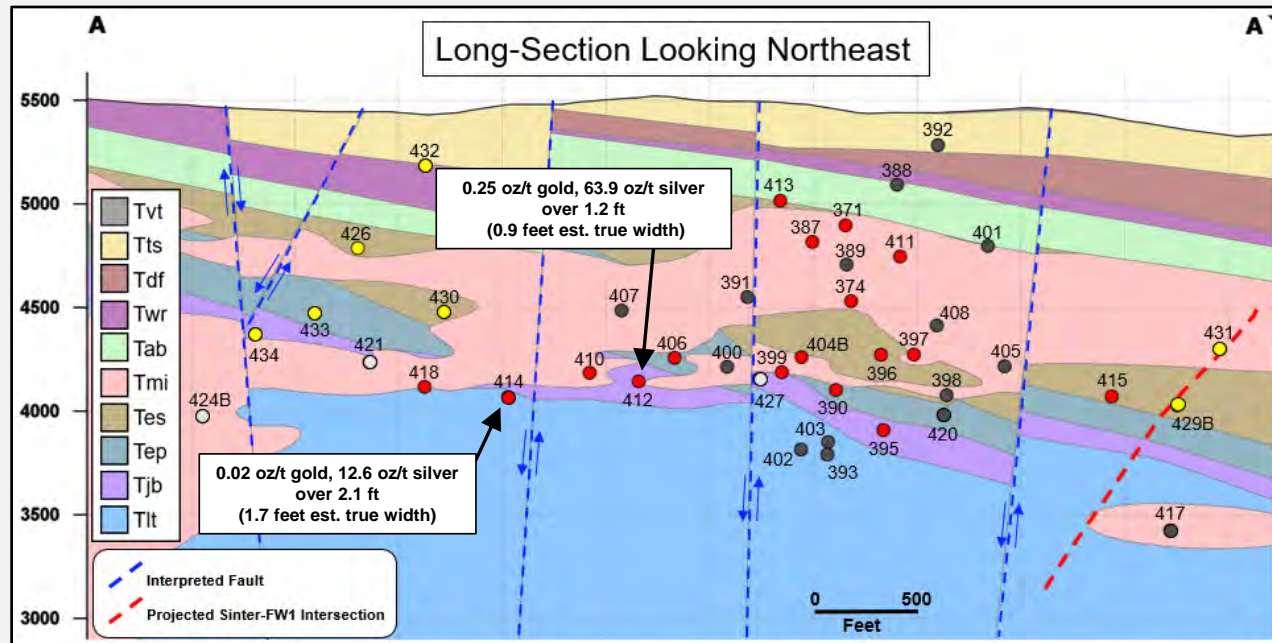 A
A'
Long-Section Looking Northeast
5500
5000
4500
4000
3500
3000
Tvt
Tts
Tdf
Twr
Tab
Tmi
Tes
Tep
Tjb
Tlt
Interpreted Fault
Projected Sinter-FW1 Intersection
0.25 oz/t gold, 63.9 oz/t silver
over 1.2 ft
(0.9 feet est. true width)
0.02 oz/t gold, 12.6 oz/t silver
over 2.1 ft
(1.7 feet est. true width)
392
432
388
413
371
387
389
411
401
426
374
391
407
408
430
433
434
421
431
406
400
399
404B
396
397
405
410
418
414
412
427
390
398
420
415
429B
424B
403
402
393
395
417
0
500
Feet